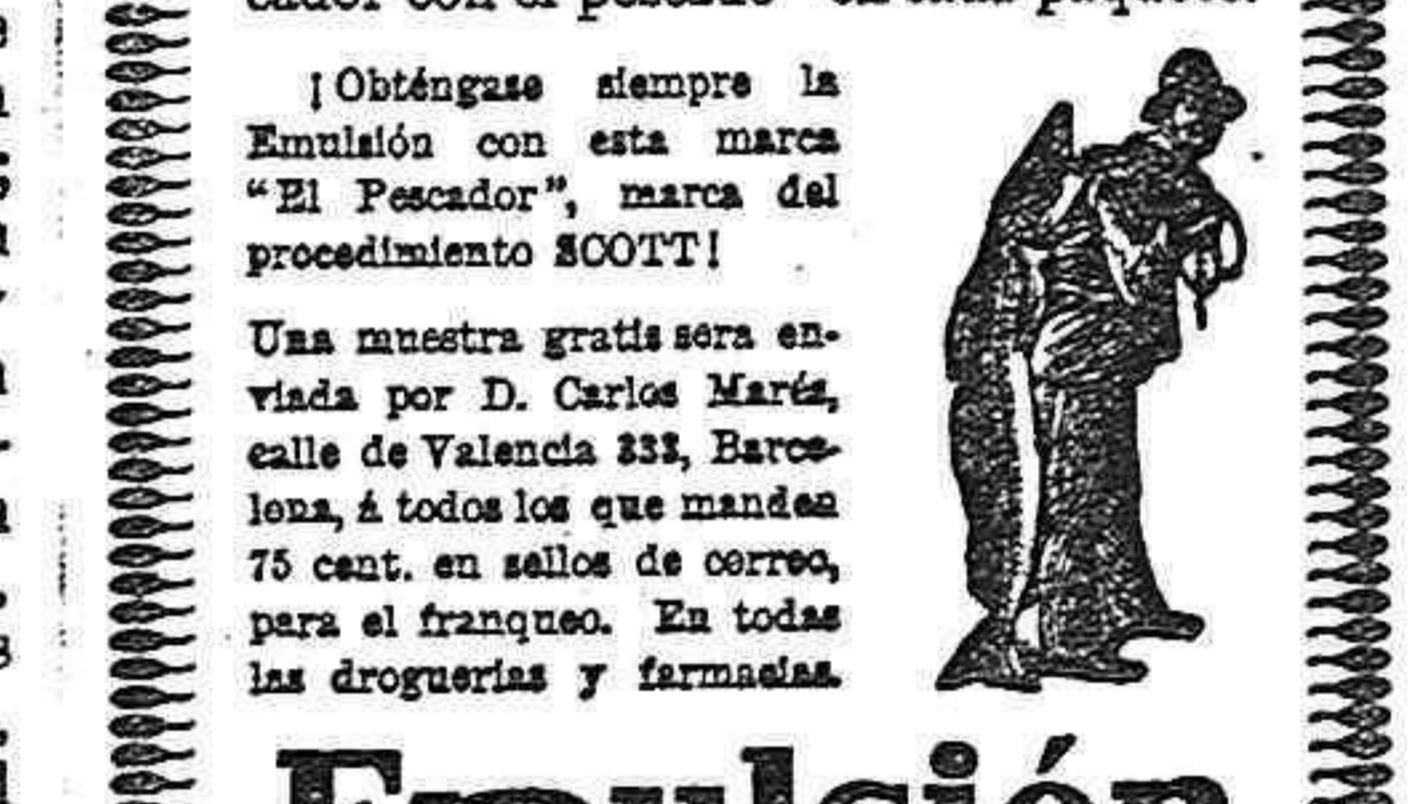 ¡Obténgase siempre la
Emulsión con esta marca
“El Pescador”, marca del
procedimiento SCOTT!
Una muestra gratis sera en-
viada por D. Carlos Marés,
calle de Valencia 333, Barce-
lona, á todos los que manden
75 cent. en sellos de correo,
para el franqueo. En todas
las droguerías y farmacias.
Emulsión